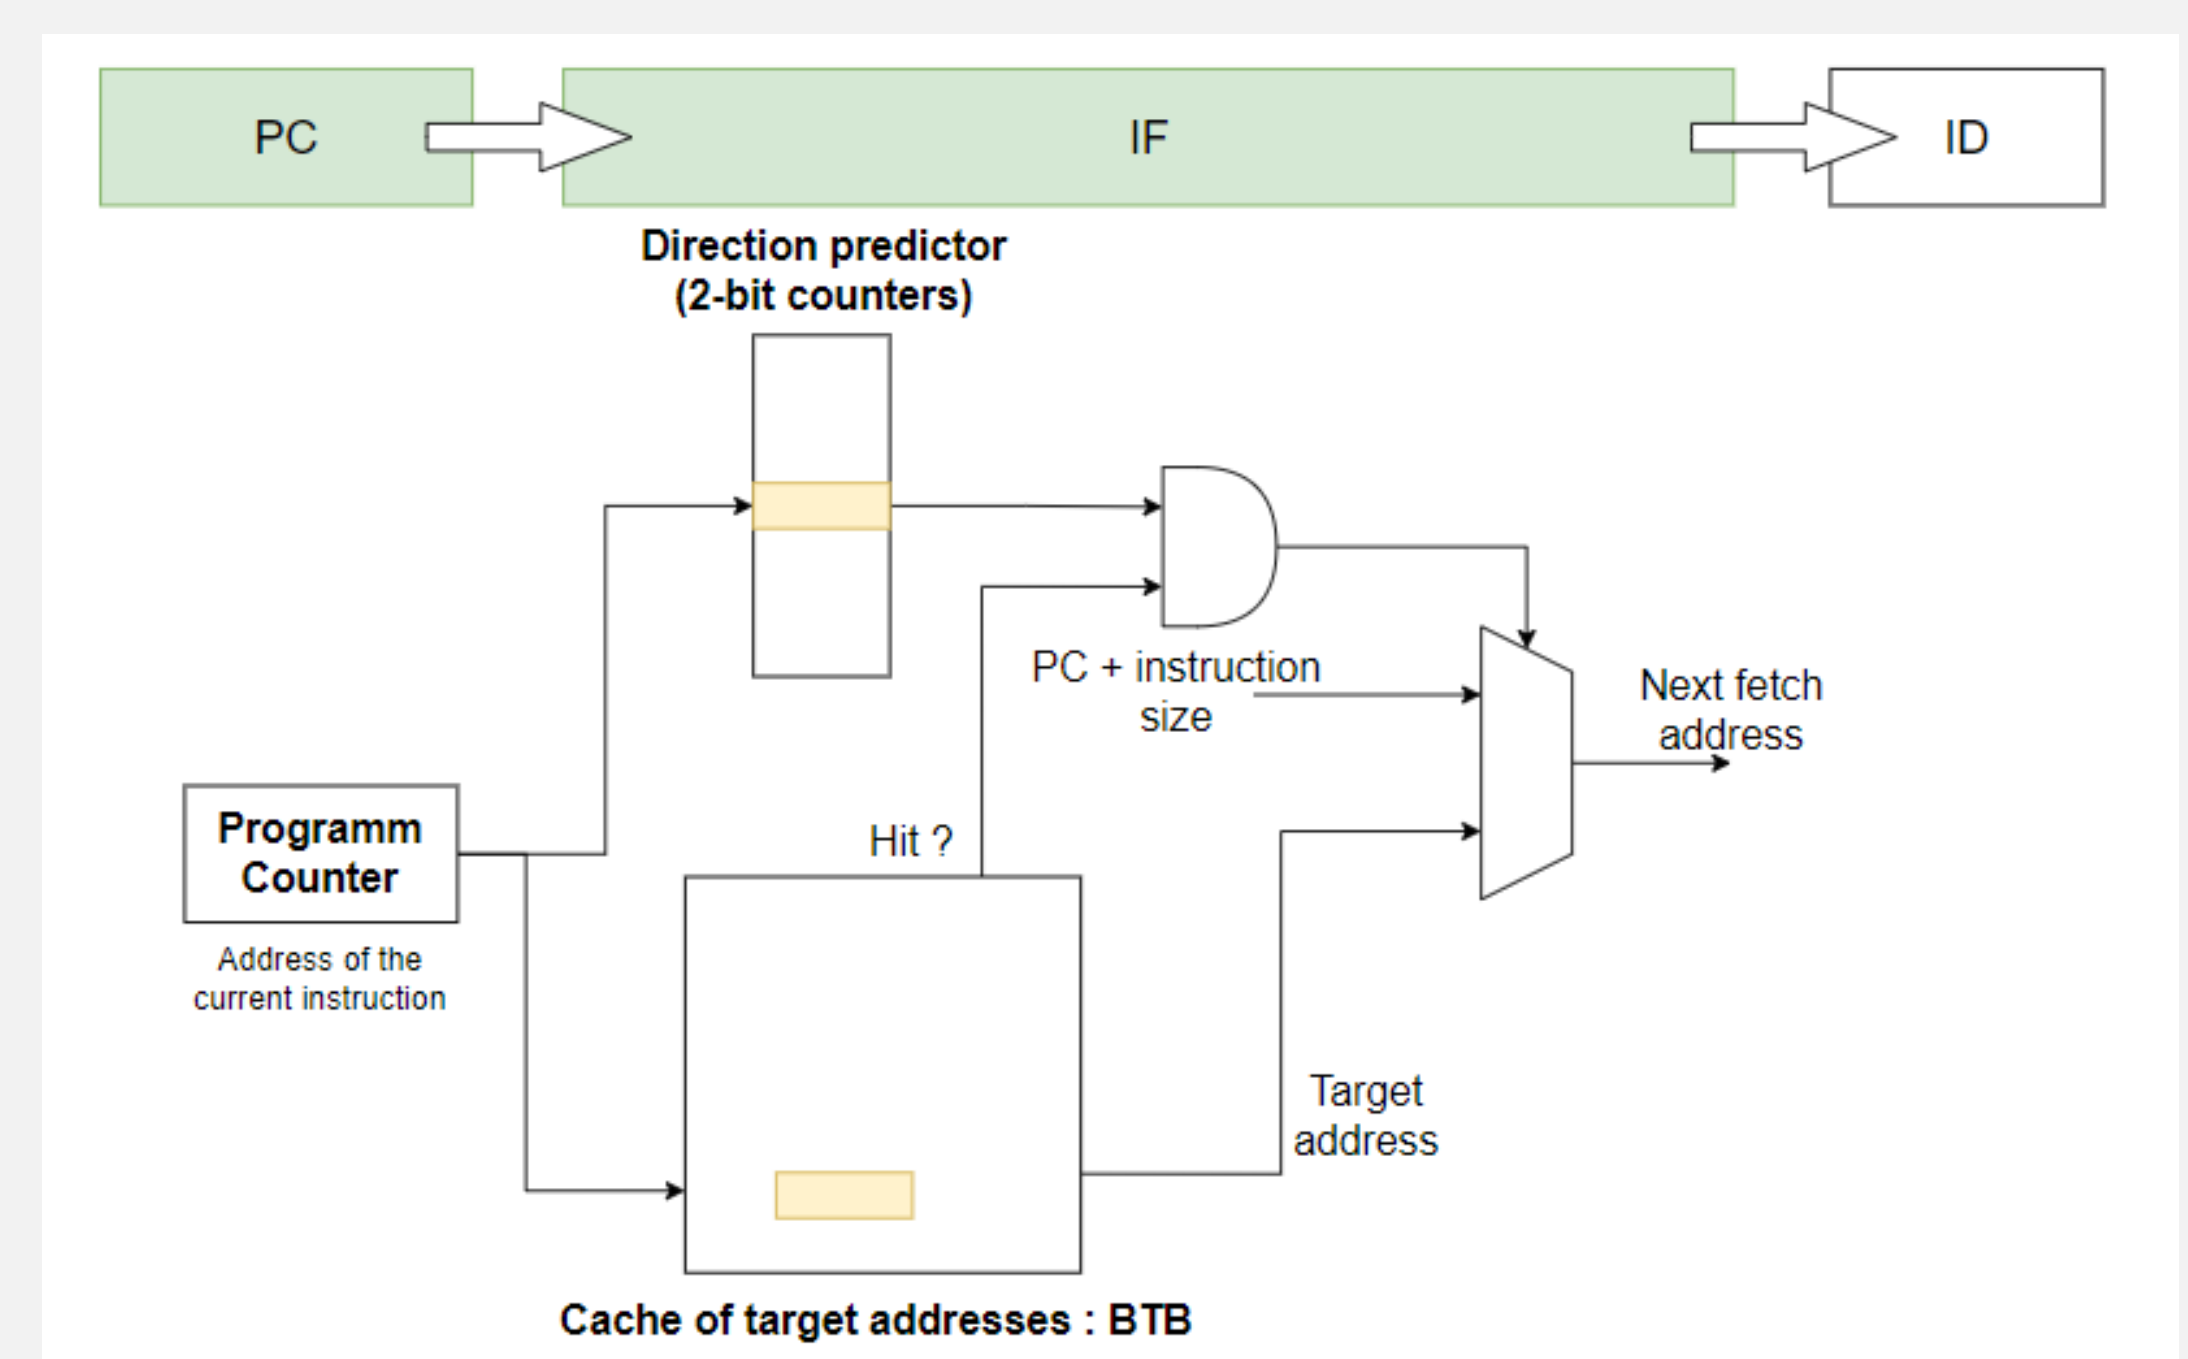 PC
IF
ID
Direction predictor
(2-bit counters)
PC + instruction
size
Next fetch
address
Programm
Counter
Hit ?
Address of the
current instruction
Target
address
Cache of target addresses : BTB